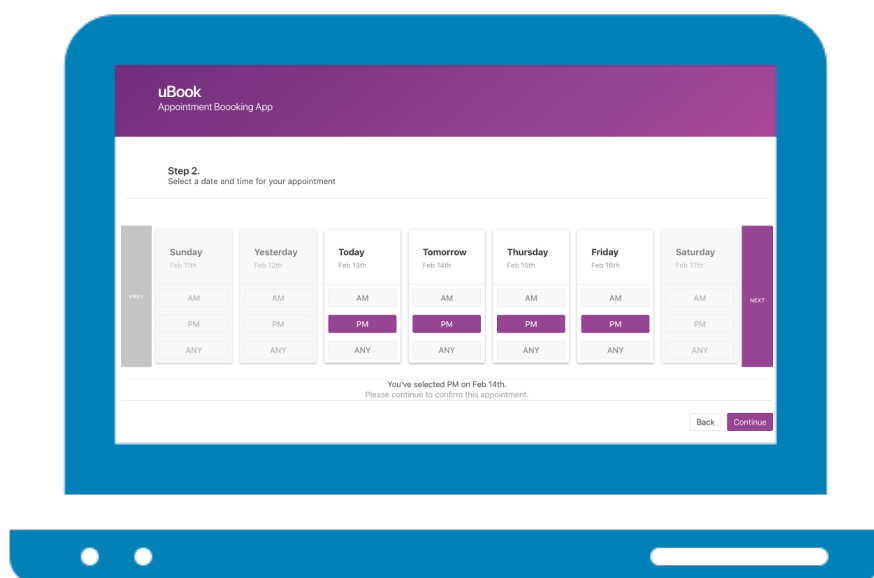 uBook
Appointment Boooking App
Step 2.
Select a date and time for your appointment
PREV
Sunday
Feb 11th
AM
PM
ANY
Yesterday
Feb 12th
AM
PM
ANY
Today
Feb 13th
AM
PM
ANY
Tomorrow
Feb 14th
AM
PM
ANY
Thursday
Feb 15th
AM
PM
ANY
Friday
Feb 16th
AM
PM
ANY
Saturday
Feb 17th
AM
PM
ANY
NEXT
You've selected PM on Feb 14th.
Please continue to confirm this appointment.
Back
Continue